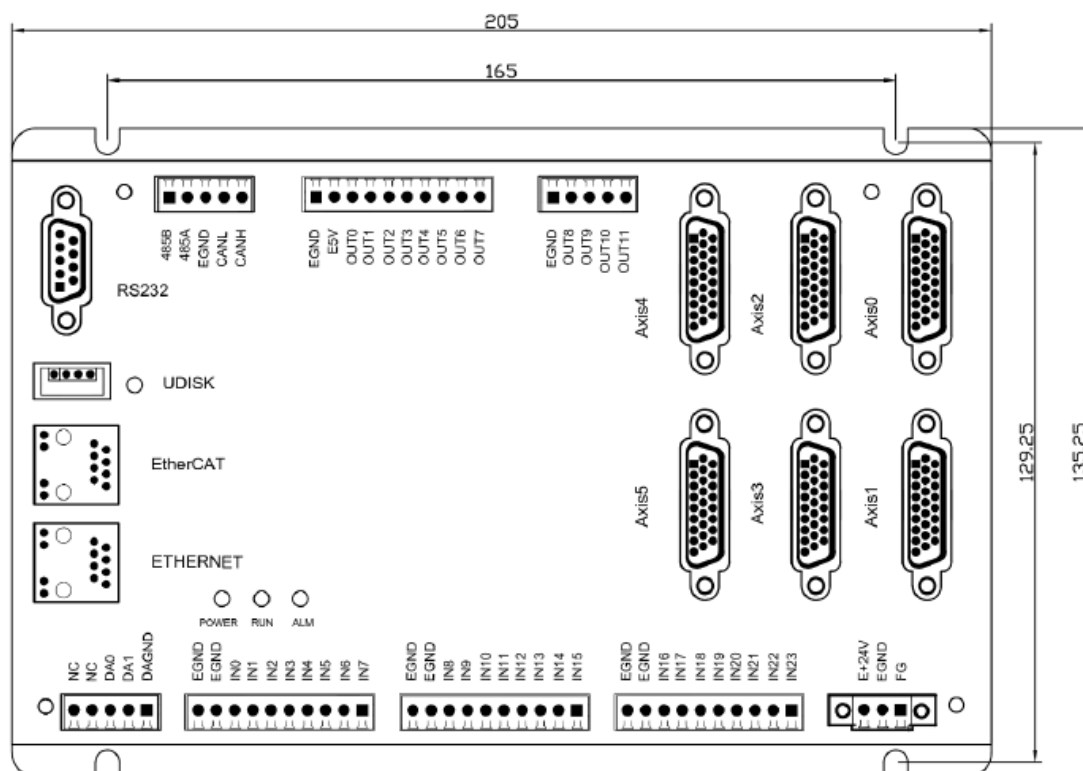 205
165
485B
485A
EGND
CANL
CANH
EGND
E5V
OUT0
OUT1
OUT2
OUT3
OUT4
OUT5
OUT6
OUT7
EGND
OUT8
OUT9
OUT10
OUT11
RS232
Axis4
Axis2
Axis0
UDISK
EtherCAT
129.25
135.25
Axis5
Axis3
Axis1
ETHERNET
POWER RUN ALM
NC
NC
DA0
DA1
DAGND
EGND
EGND
IN0
IN1
IN2
IN3
IN4
IN5
IN6
IN7
EGND
EGND
IN8
IN9
IN10
IN11
IN12
IN13
IN14
IN15
EGND
EGND
IN16
IN17
IN18
IN19
IN20
IN21
IN22
IN23
E+24V
EGND
FG